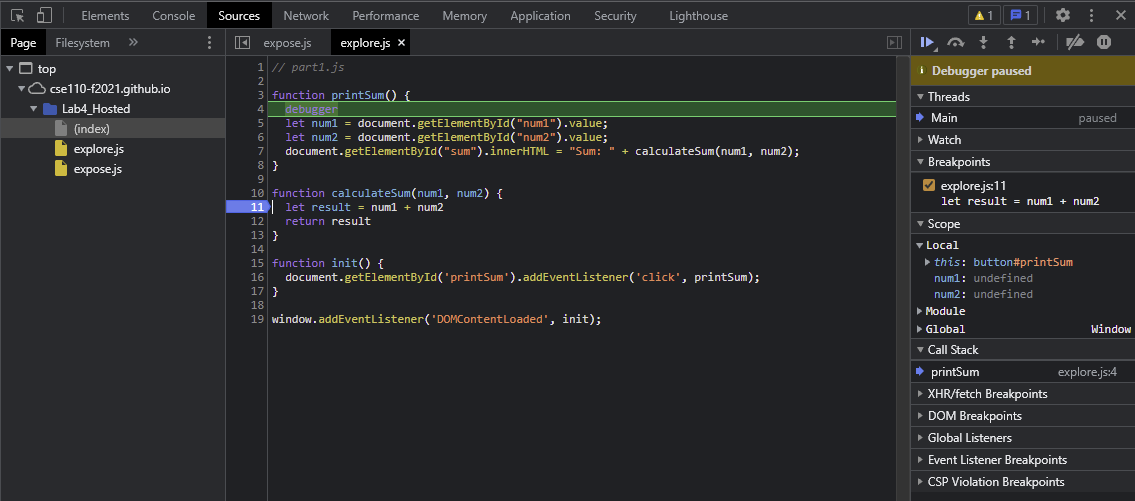 Elements Console Sources Network Performance Memory Application Security Lighthouse 1 1
Page Filesystem » expose.js explore.js ×
top
cse110-f2021.github.io
Lab4_Hosted
(index)
explore.js
expose.js
1 // part1.js
2
3 function printSum() {
4   debugger
5   let num1 = document.getElementById("num1").value;
6   let num2 = document.getElementById("num2").value;
7   document.getElementById("sum").innerHTML = "Sum: " + calculateSum(num1, num2);
8 }
9
10 function calculateSum(num1, num2) {
11   let result = num1 + num2
12   return result
13 }
14
15 function init() {
16   document.getElementById('printSum').addEventListener('click', printSum);
17 }
18
19 window.addEventListener('DOMContentLoaded', init);
Debugger paused
Threads
Main paused
Watch
Breakpoints
explore.js:11
let result = num1 + num2
Scope
Local
this: button#printSum
num1: undefined
num2: undefined
Module
Global Window
Call Stack
printSum explore.js:4
XHR/fetch Breakpoints
DOM Breakpoints
Global Listeners
Event Listener Breakpoints
CSP Violation Breakpoints